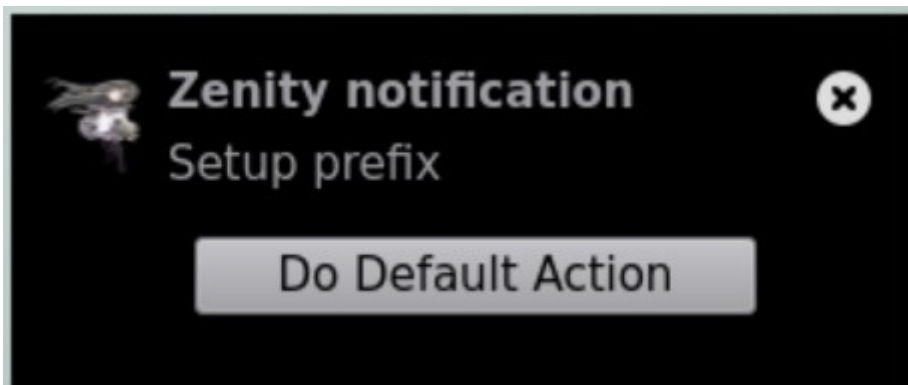 Zenity notification
Setup prefix
Do Default Action